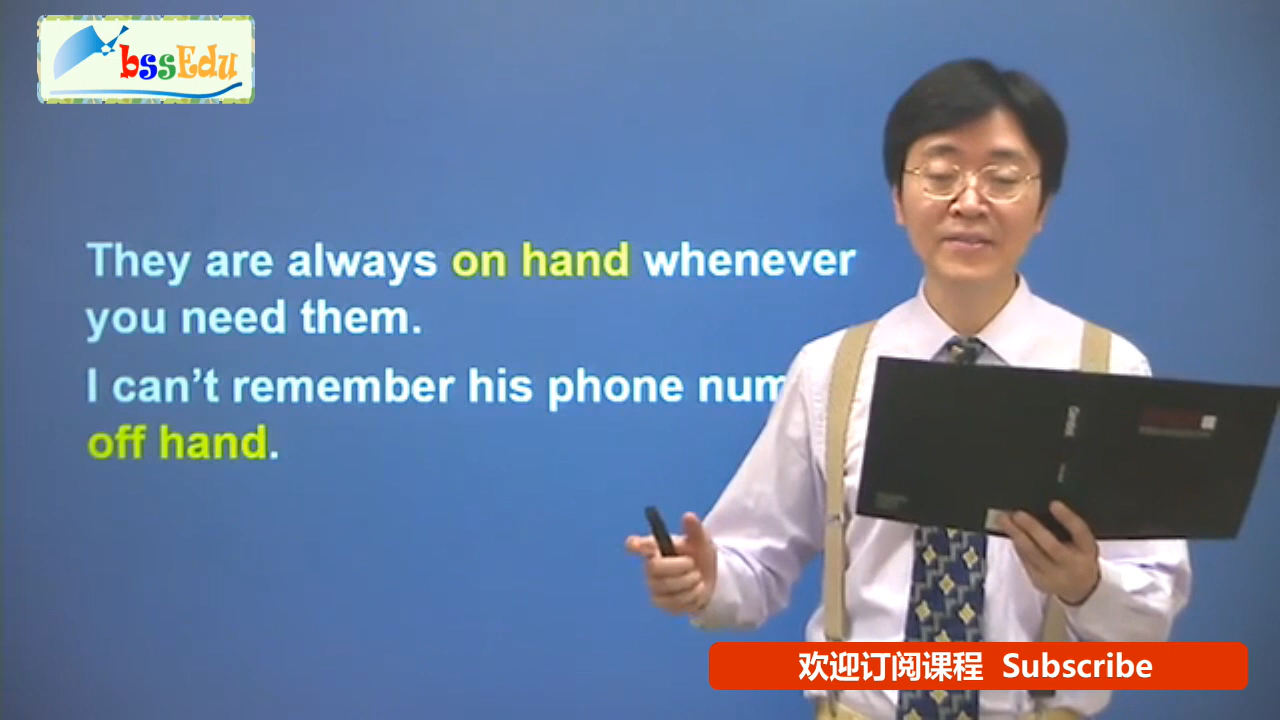 bssEdu
They are always on hand whenever
you need them.
I can’t remember his phone num
off hand.
欢迎订阅课程 Subscribe